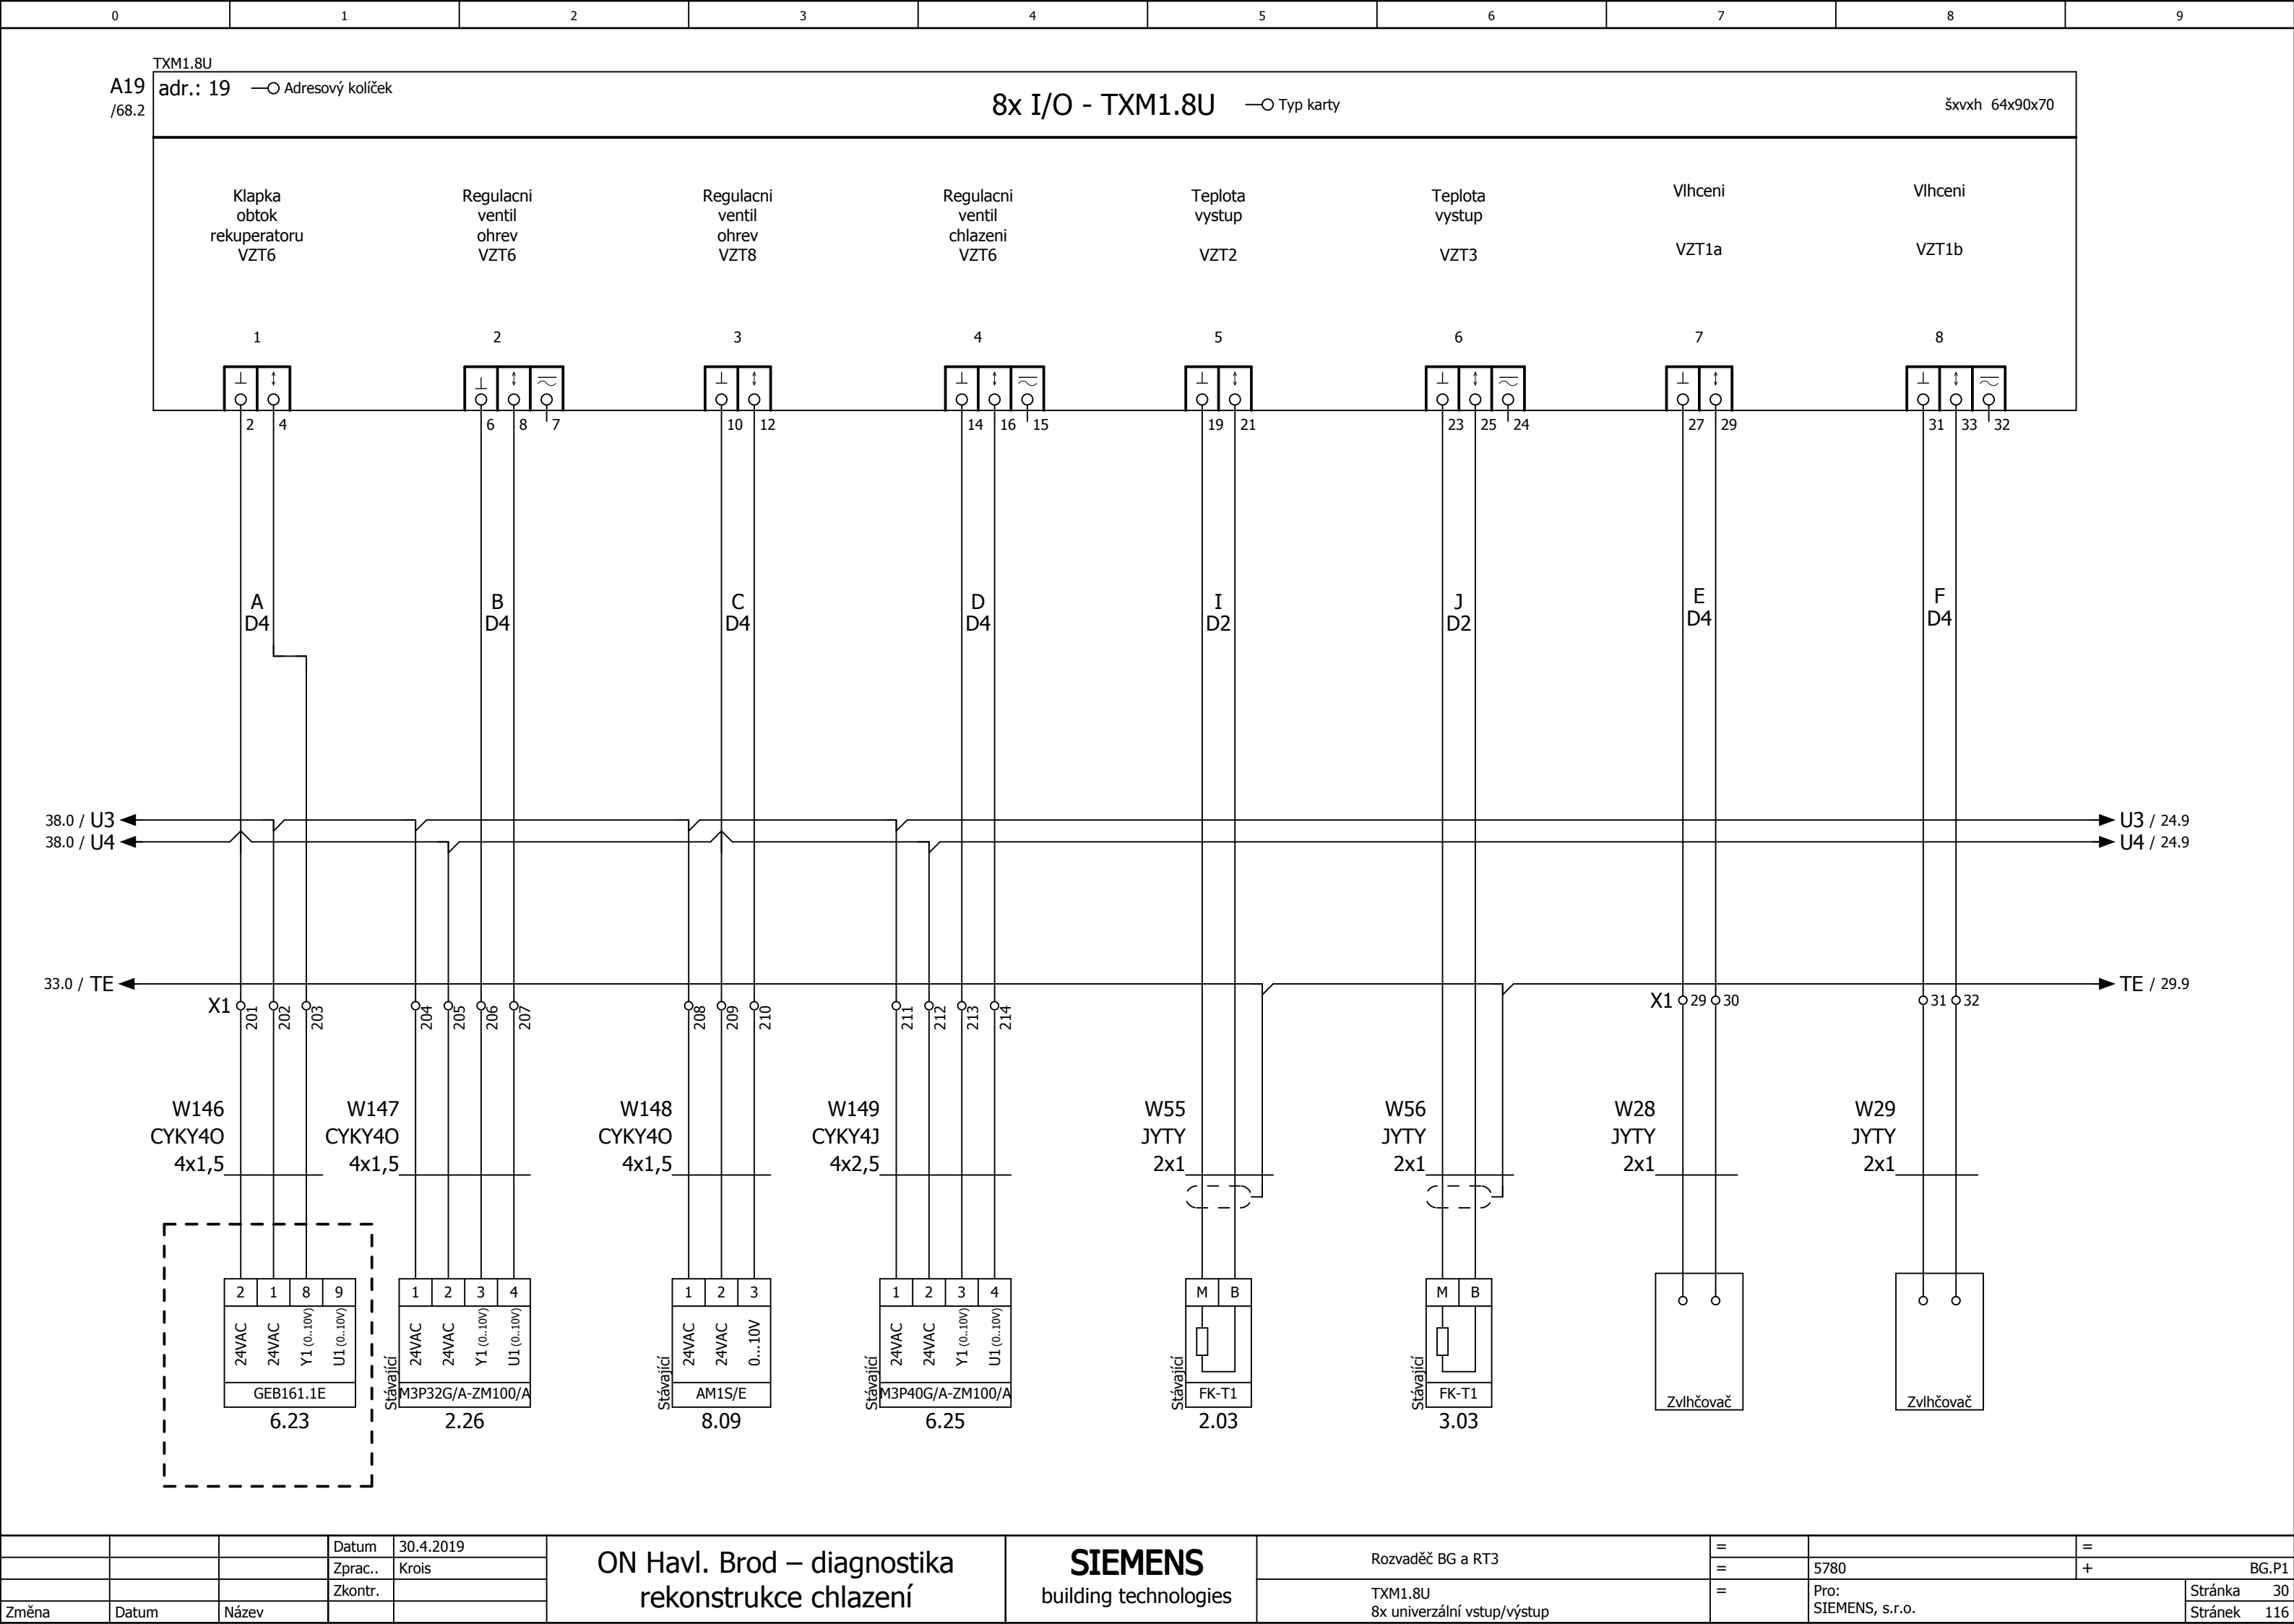 0 1 2 3 4 5 6 7 8 9
TXM1.8U
A19
/68.2
adr.: 19 Adresový kolíček
8x I/O - TXM1.8U Typ karty
šxvxh 64x90x70
Klapka
obtok
rekuperatoru
VZT6
Regulacni
ventil
ohrev
VZT6
Regulacni
ventil
ohrev
VZT8
Regulacni
ventil
chlazeni
VZT6
Teplota
vystup
VZT2
Teplota
vystup
VZT3
Vlhceni
VZT1a
Vlhceni
VZT1b
1 2 3 4 5 6 7 8
2 4 6 8 7 10 12 14 16 15 19 21 23 25 24 27 29 31 33 32
A B C D I J E F
D4 D4 D4 D4 D2 D2 D4 D4
38.0 / U3 U3 / 24.9
38.0 / U4 U4 / 24.9
33.0 / TE TE / 29.9
X1 201 202 203 204 205 206 207 208 209 210 211 212 213 214 X1 29 30 31 32
W146
CYKY4O
4x1,5
W147
CYKY4O
4x1,5
W148
CYKY4O
4x1,5
W149
CYKY4J
4x2,5
W55
JYTY
2x1
W56
JYTY
2x1
W28
JYTY
2x1
W29
JYTY
2x1
2 1 8 9
24VAC 24VAC Y1 (0..10V) U1 (0..10V)
GEB161.1E
6.23
Stávající
1 2 3 4
24VAC 24VAC Y1 (0..10V) U1 (0..10V)
M3P32G/A-ZM100/A
2.26
Stávající
1 2 3
24VAC 24VAC 0...10V
AM1S/E
8.09
Stávající
1 2 3 4
24VAC 24VAC Y1 (0..10V) U1 (0..10V)
M3P40G/A-ZM100/A
6.25
Stávající
M B
FK-T1
2.03
Stávající
M B
FK-T1
3.03
Zvlhčovač
Zvlhčovač
Datum 30.4.2019
Zprac.. Krois
Zkontr.
Změna Datum Název
ON Havl. Brod – diagnostika
rekonstrukce chlazení
SIEMENS
building technologies
Rozvaděč BG a RT3
TXM1.8U
8x univerzální vstup/výstup
= =
= 5780 + BG.P1
= Pro:
SIEMENS, s.r.o.
Stránka 30
Stránek 116